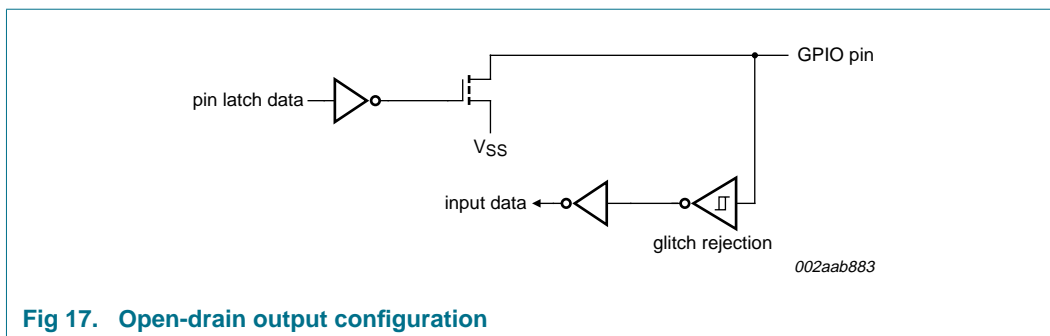 GPIO pin
pin latch data
VSS
input data
glitch rejection
002aab883
Fig 17. Open-drain output configuration